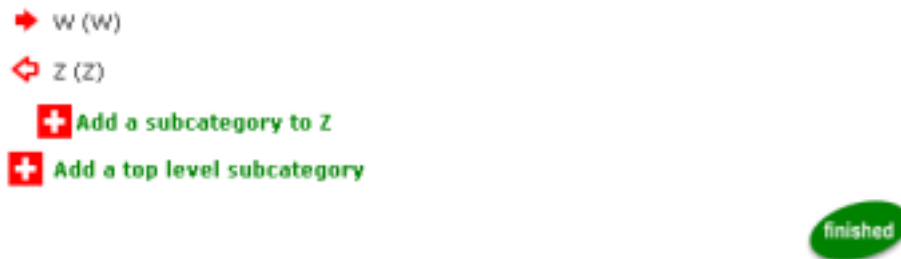 W (W)
Z (Z)
Add a subcategory to Z
Add a top level subcategory
finished